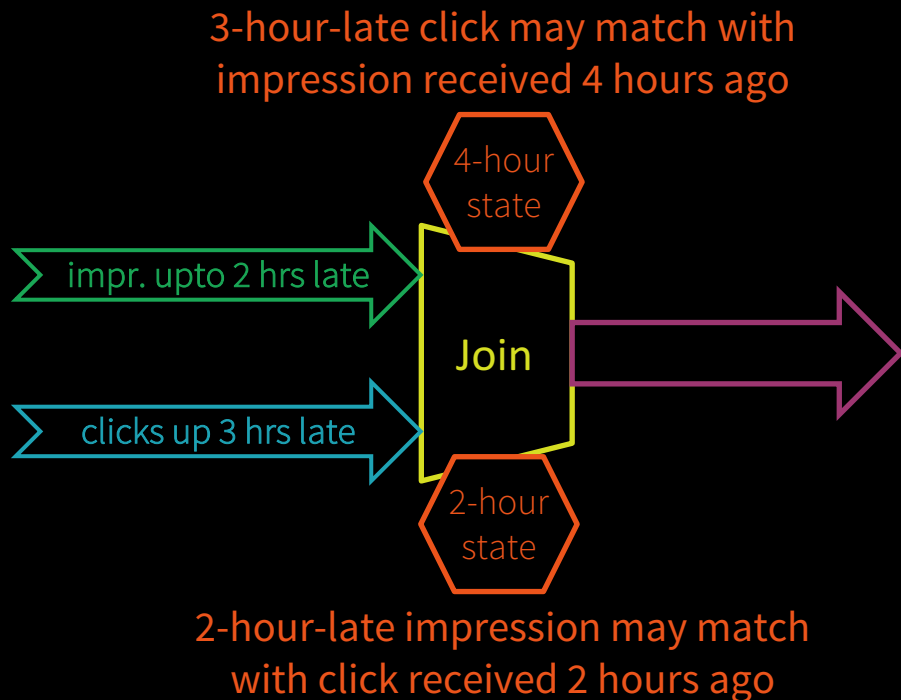 3-hour-late click may match with
impression received 4 hours ago
4-hour
state
impr. upto 2 hrs late
Join
clicks up 3 hrs late
2-hour
state
2-hour-late impression may match
with click received 2 hours ago